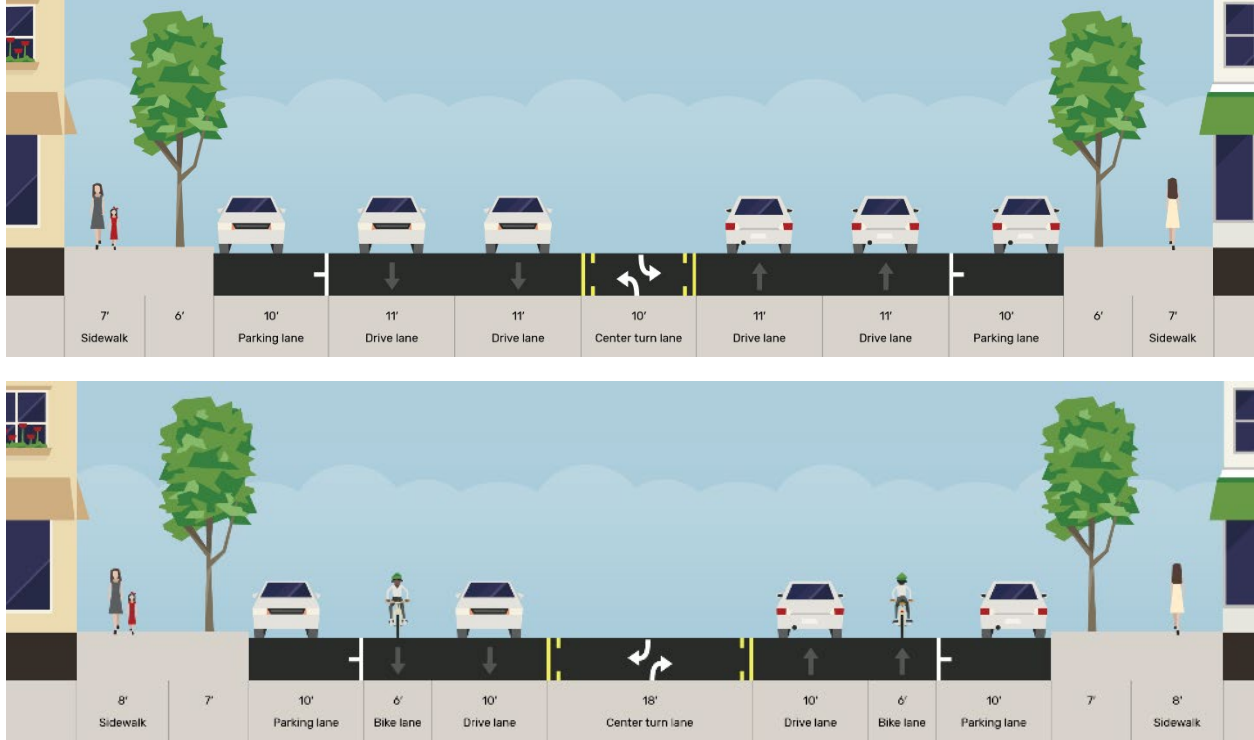 7' 6' 10' 11' 11' 10' 11' 11' 10' 6' 7'
Sidewalk Parking lane Drive lane Drive lane Center turn lane Drive lane Drive lane Parking lane Sidewalk
8' 7' 10' 6' 10' 18' 10' 6' 10' 7' 8'
Sidewalk Parking lane Bike lane Drive lane Center turn lane Drive lane Bike lane Parking lane Sidewalk